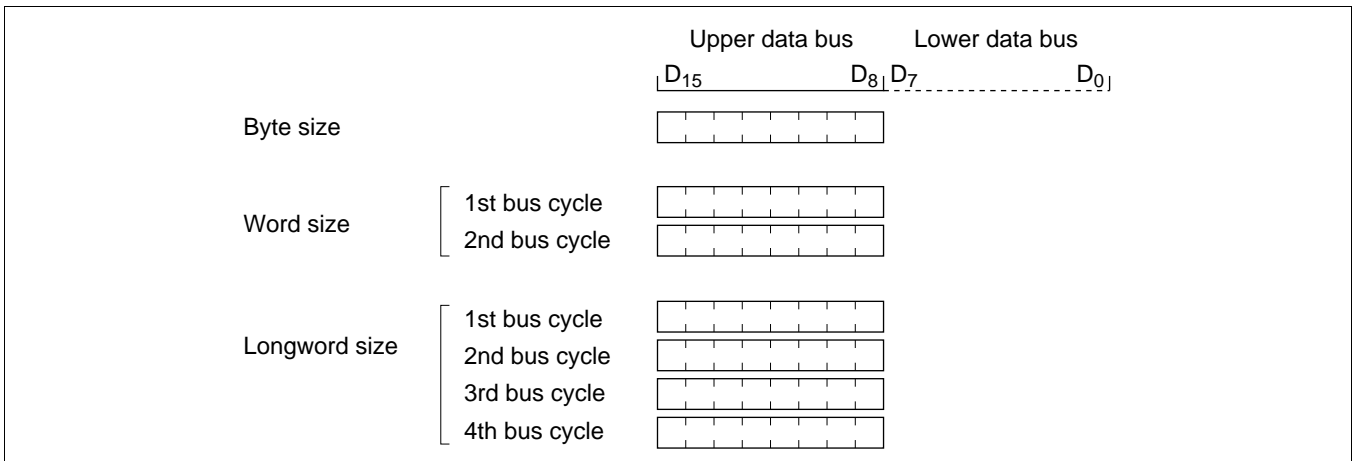 Upper data bus Lower data bus
D15 D8 D7 D0
Byte size
1st bus cycle
Word size
2nd bus cycle
1st bus cycle
Longword size
2nd bus cycle
3rd bus cycle
4th bus cycle